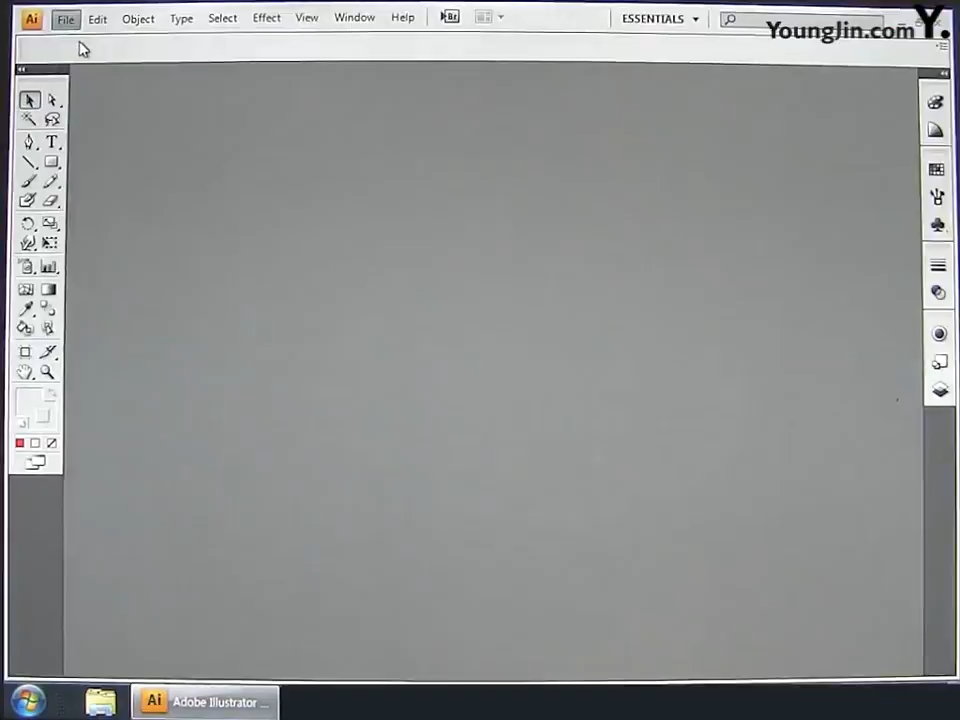 Ai File Edit Object Type Select Effect View Window Help Br ESSENTIALS
YoungJin.com Y.
T
Ai Adobe Illustrator ...